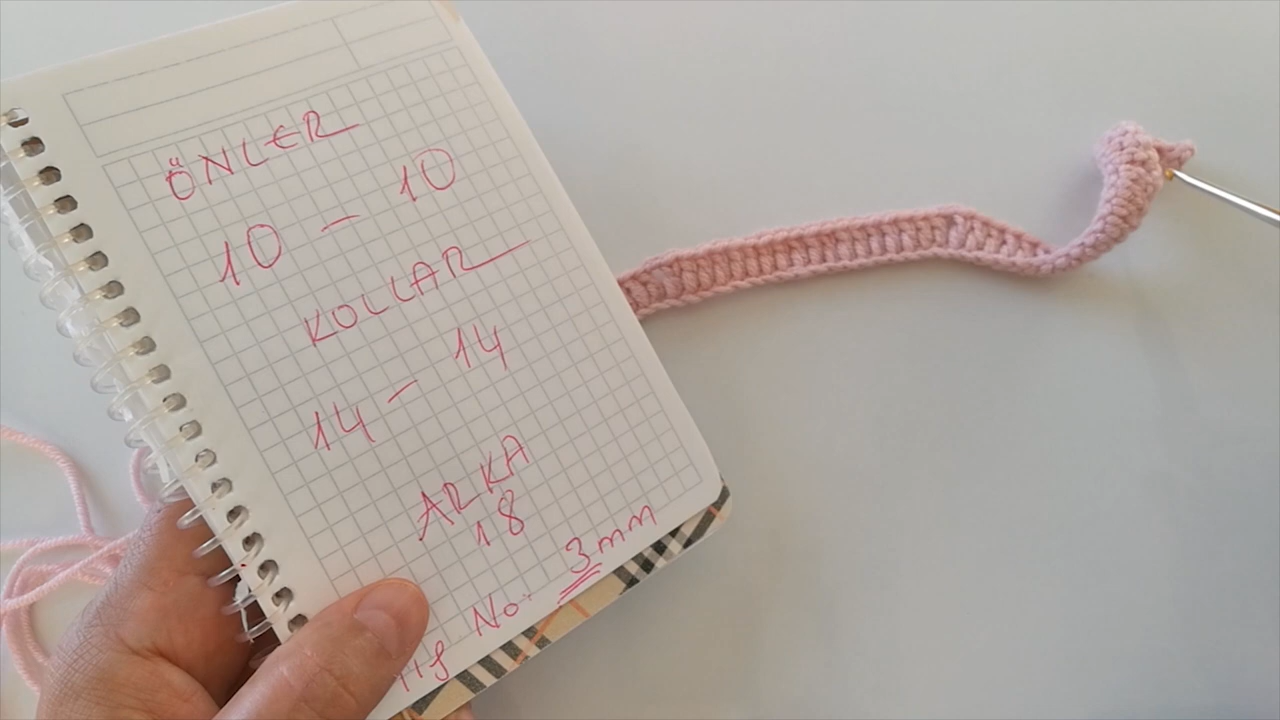 ÖNLER
10 - 10
KOLLAR
14 - 14
ARKA
18
No: 3mm